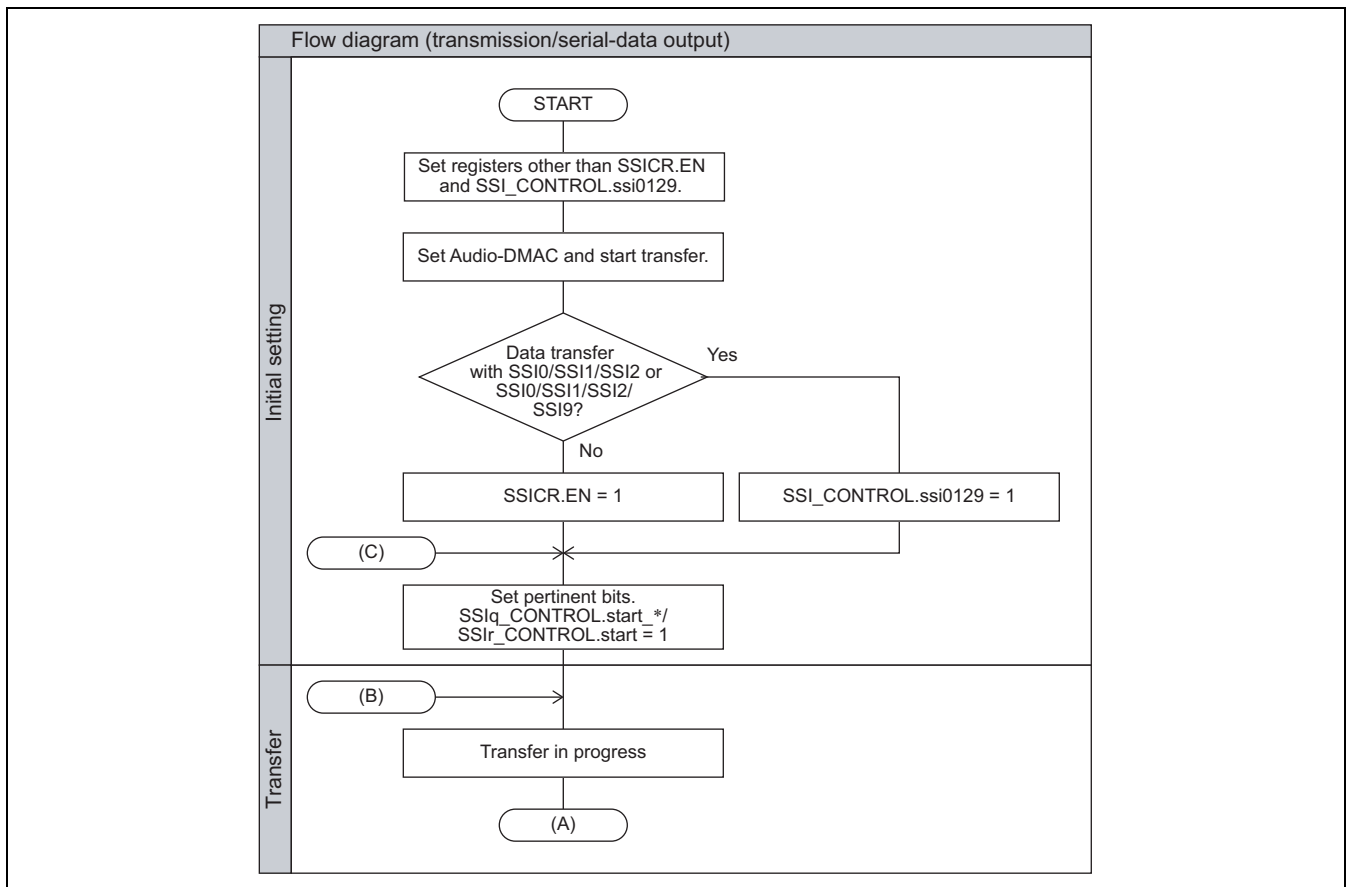 Flow diagram (transmission/serial-data output)
Initial setting
START
Set registers other than SSICR.EN
and SSI_CONTROL.ssi0129.
Set Audio-DMAC and start transfer.
Data transfer
with SSI0/SSI1/SSI2 or
SSI0/SSI1/SSI2/
SSI9?
Yes
No
SSICR.EN = 1
SSI_CONTROL.ssi0129 = 1
(C)
Set pertinent bits.
SSIq_CONTROL.start_*/
SSIr_CONTROL.start = 1
Transfer
(B)
Transfer in progress
(A)